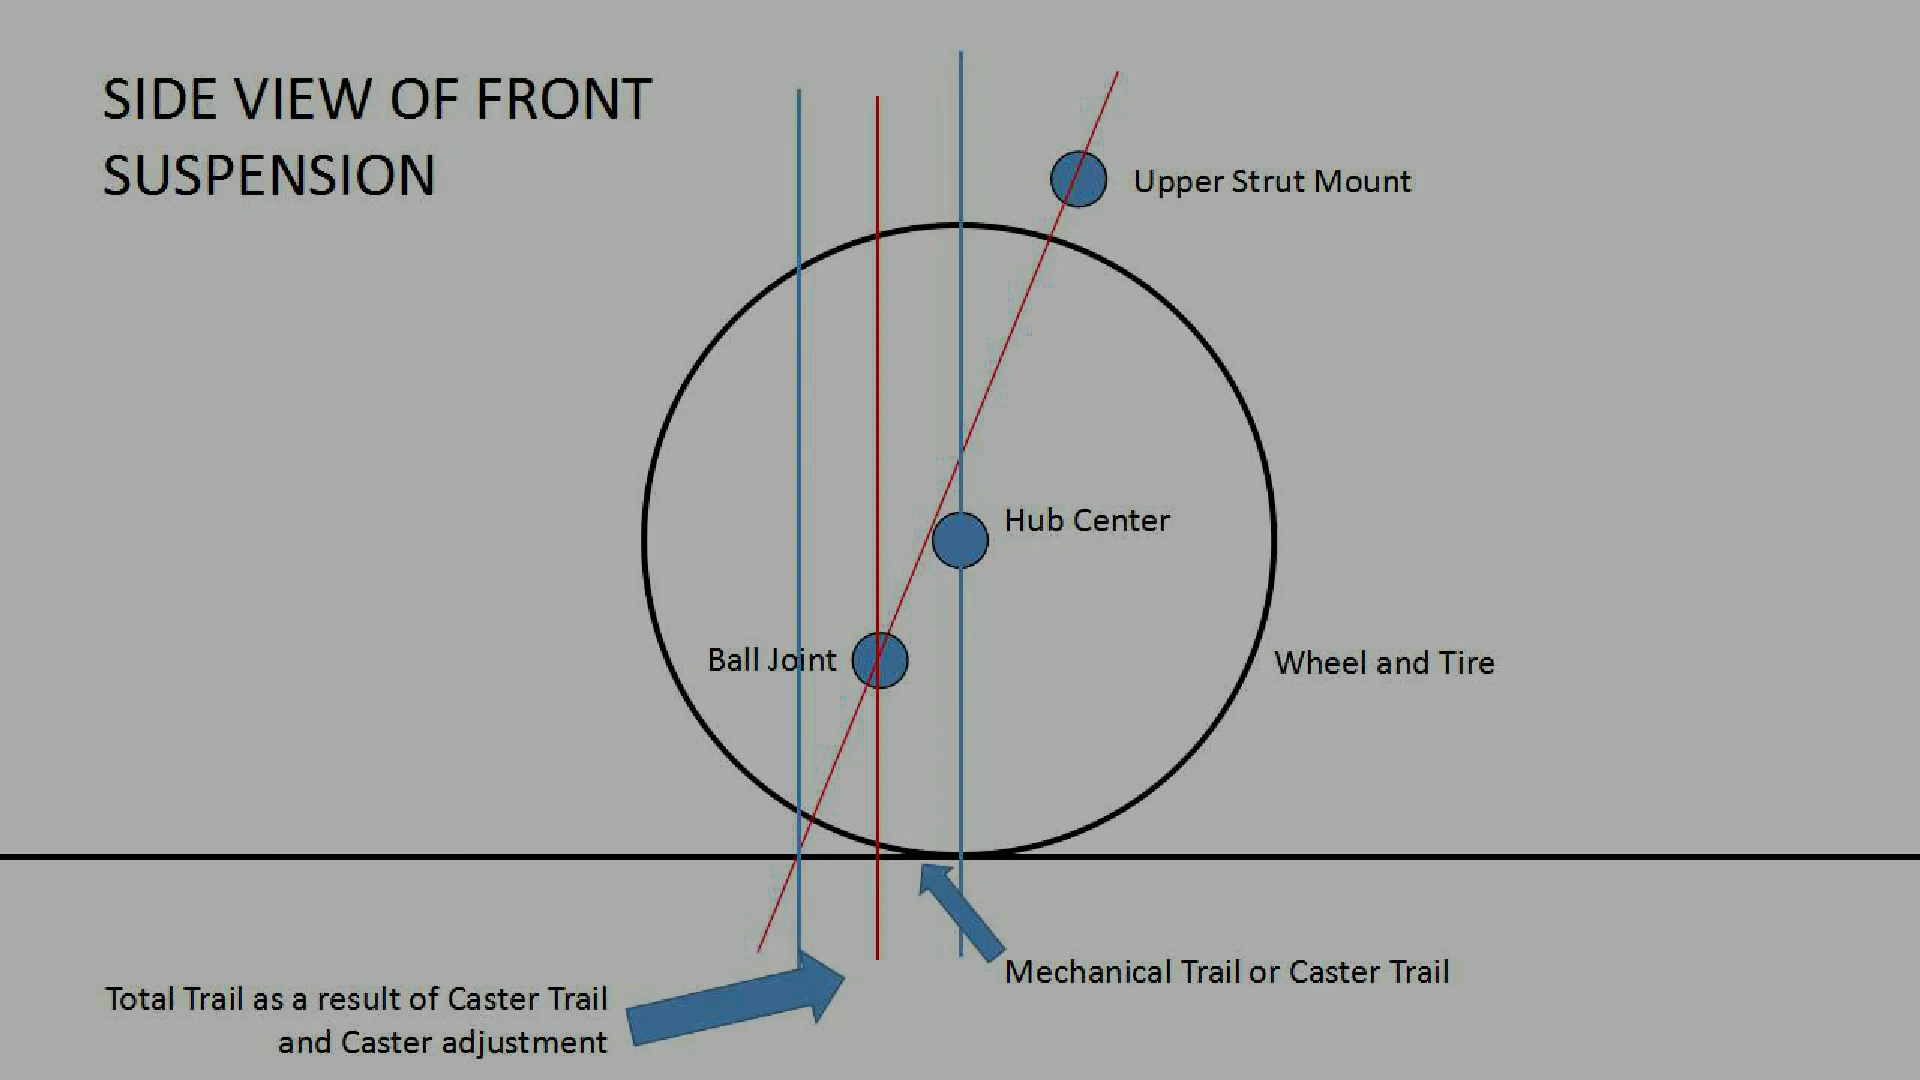 SIDE VIEW OF FRONT
SUSPENSION
Upper Strut Mount
Hub Center
Ball Joint
Wheel and Tire
Mechanical Trail or Caster Trail
Total Trail as a result of Caster Trail
and Caster adjustment